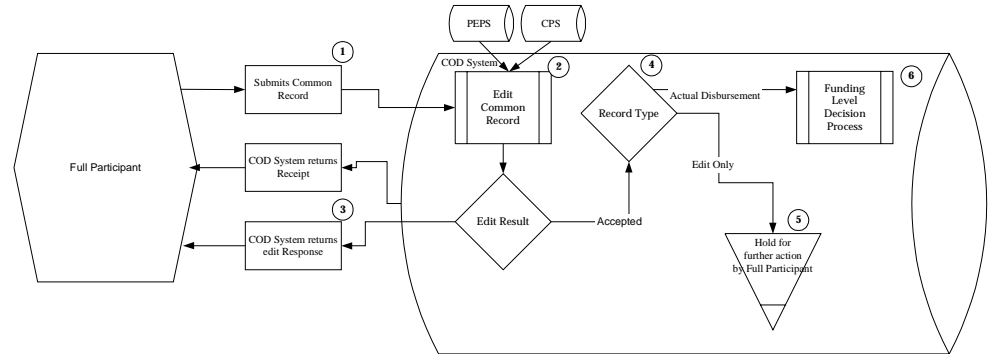 PEPS
CPS
1
COD System
2
4
6
Submits Common
Record
Edit
Common
Record
Record Type
Actual Disbursement
Funding
Level
Decision
Process
Full Participant
COD System returns
Receipt
Edit Only
3
COD System returns
edit Response
Edit Result
Accepted
5
Hold for
further action
by Full Participant